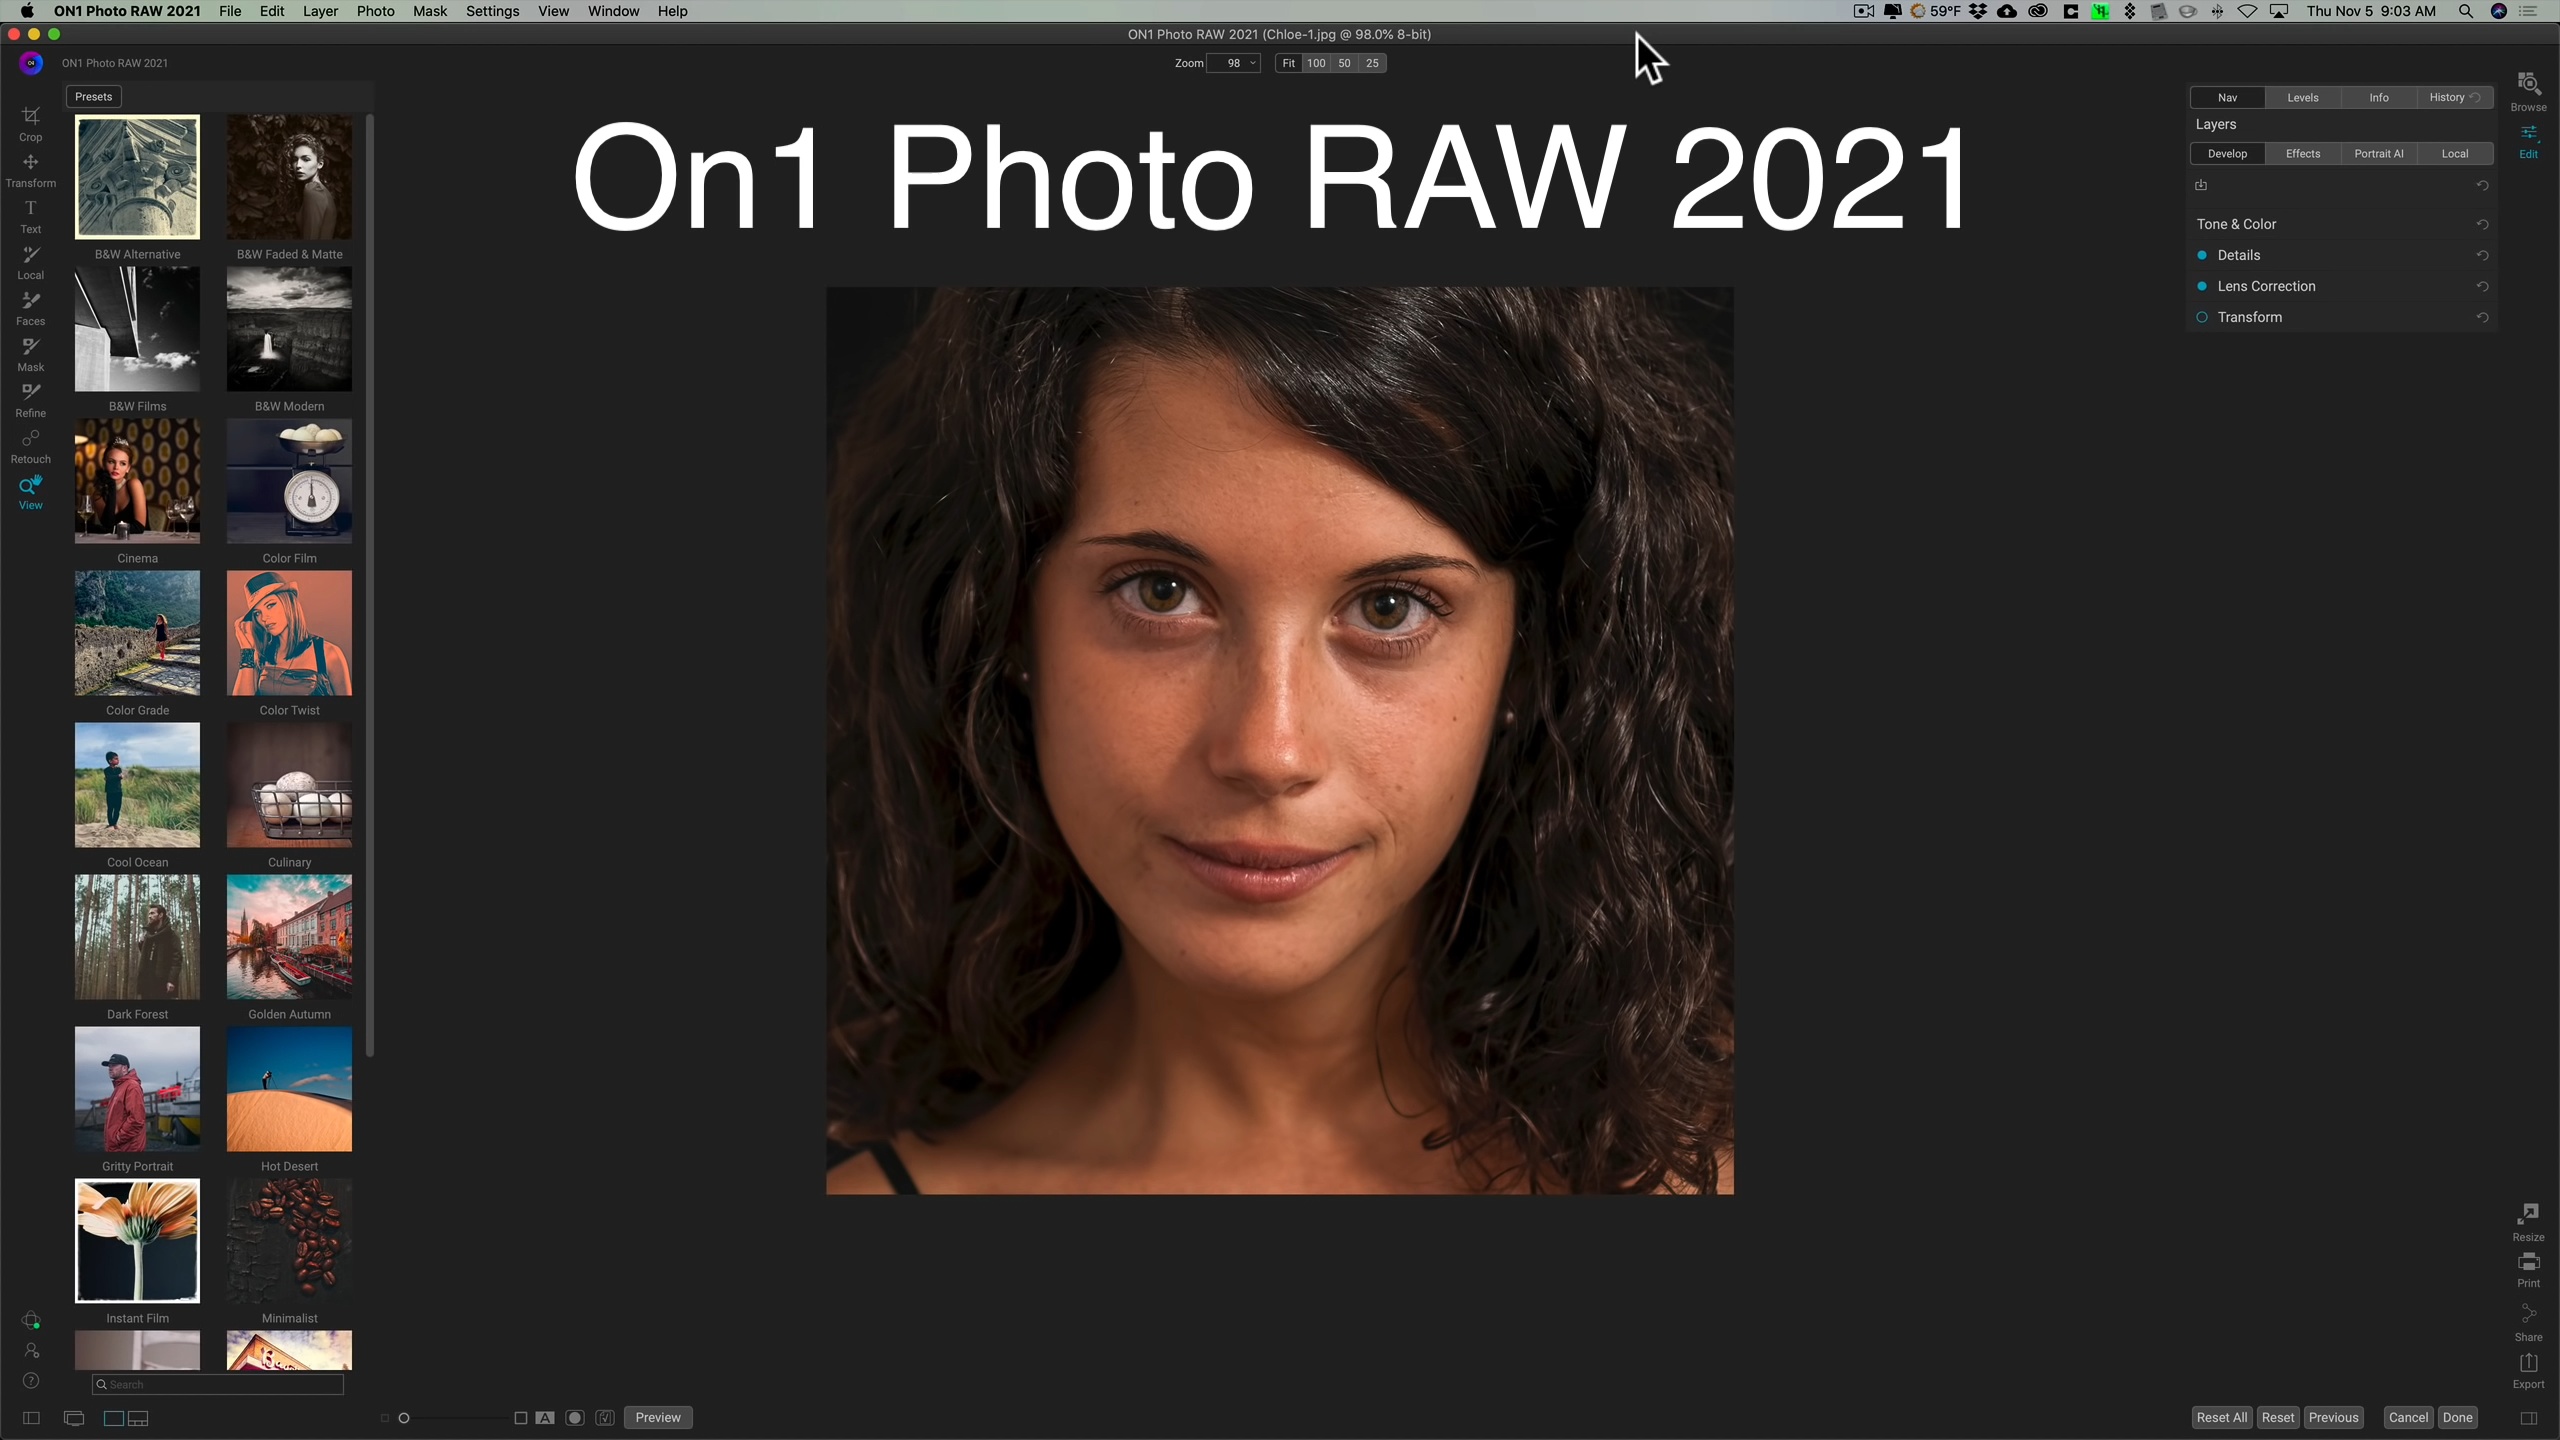 ON1 Photo RAW 2021 File Edit Layer Photo Mask Settings View Window Help
59°F Thu Nov 5 9:03 AM
ON1 Photo RAW 2021 (Chloe-1.jpg @ 98.0% 8-bit)
ON1 Photo RAW 2021
Zoom 98 Fit 100 50 25
Presets
On1 Photo RAW 2021
Crop
Transform
Text
Local
Faces
Mask
Refine
Retouch
View
B&W Alternative B&W Faded & Matte
B&W Films B&W Modern
Cinema Color Film
Color Grade Color Twist
Cool Ocean Culinary
Dark Forest Golden Autumn
Gritty Portrait Hot Desert
Instant Film Minimalist
Search
Preview
Nav Levels Info History
Layers
Develop Effects Portrait AI Local
Tone & Color
Details
Lens Correction
Transform
Browse
Edit
Resize
Print
Share
Export
Reset All Reset Previous Cancel Done